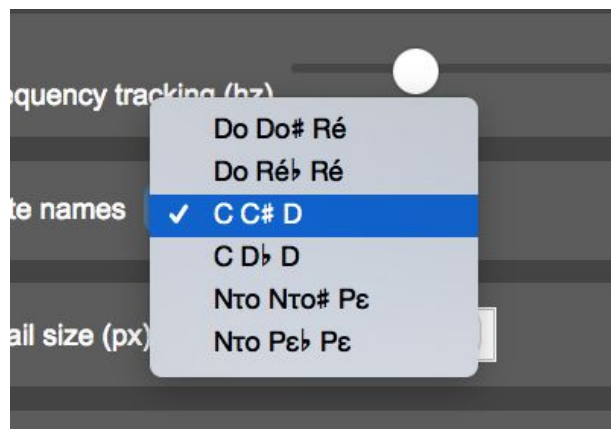 equency tracking (hz)
Do Do♯ Ré
Do Ré♭ Ré
te names
✓ C C♯ D
C D♭ D
Ντο Ντο♯ Ρε
ail size (px)
Ντο Ρε♭ Ρε